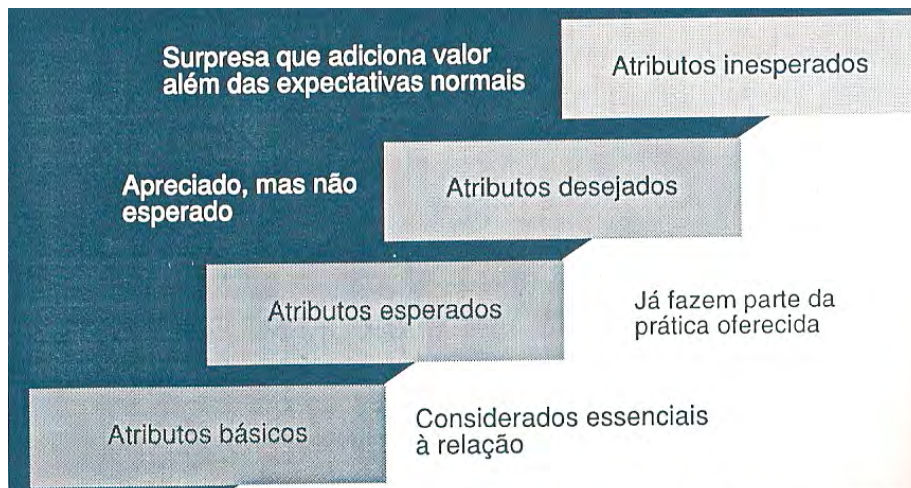 Surpresa que adiciona valor
além das expectativas normais
Atributos inesperados
Apreciado, mas não
esperado
Atributos desejados
Atributos esperados
Já fazem parte da
prática oferecida
Atributos básicos
Considerados essenciais
à relação